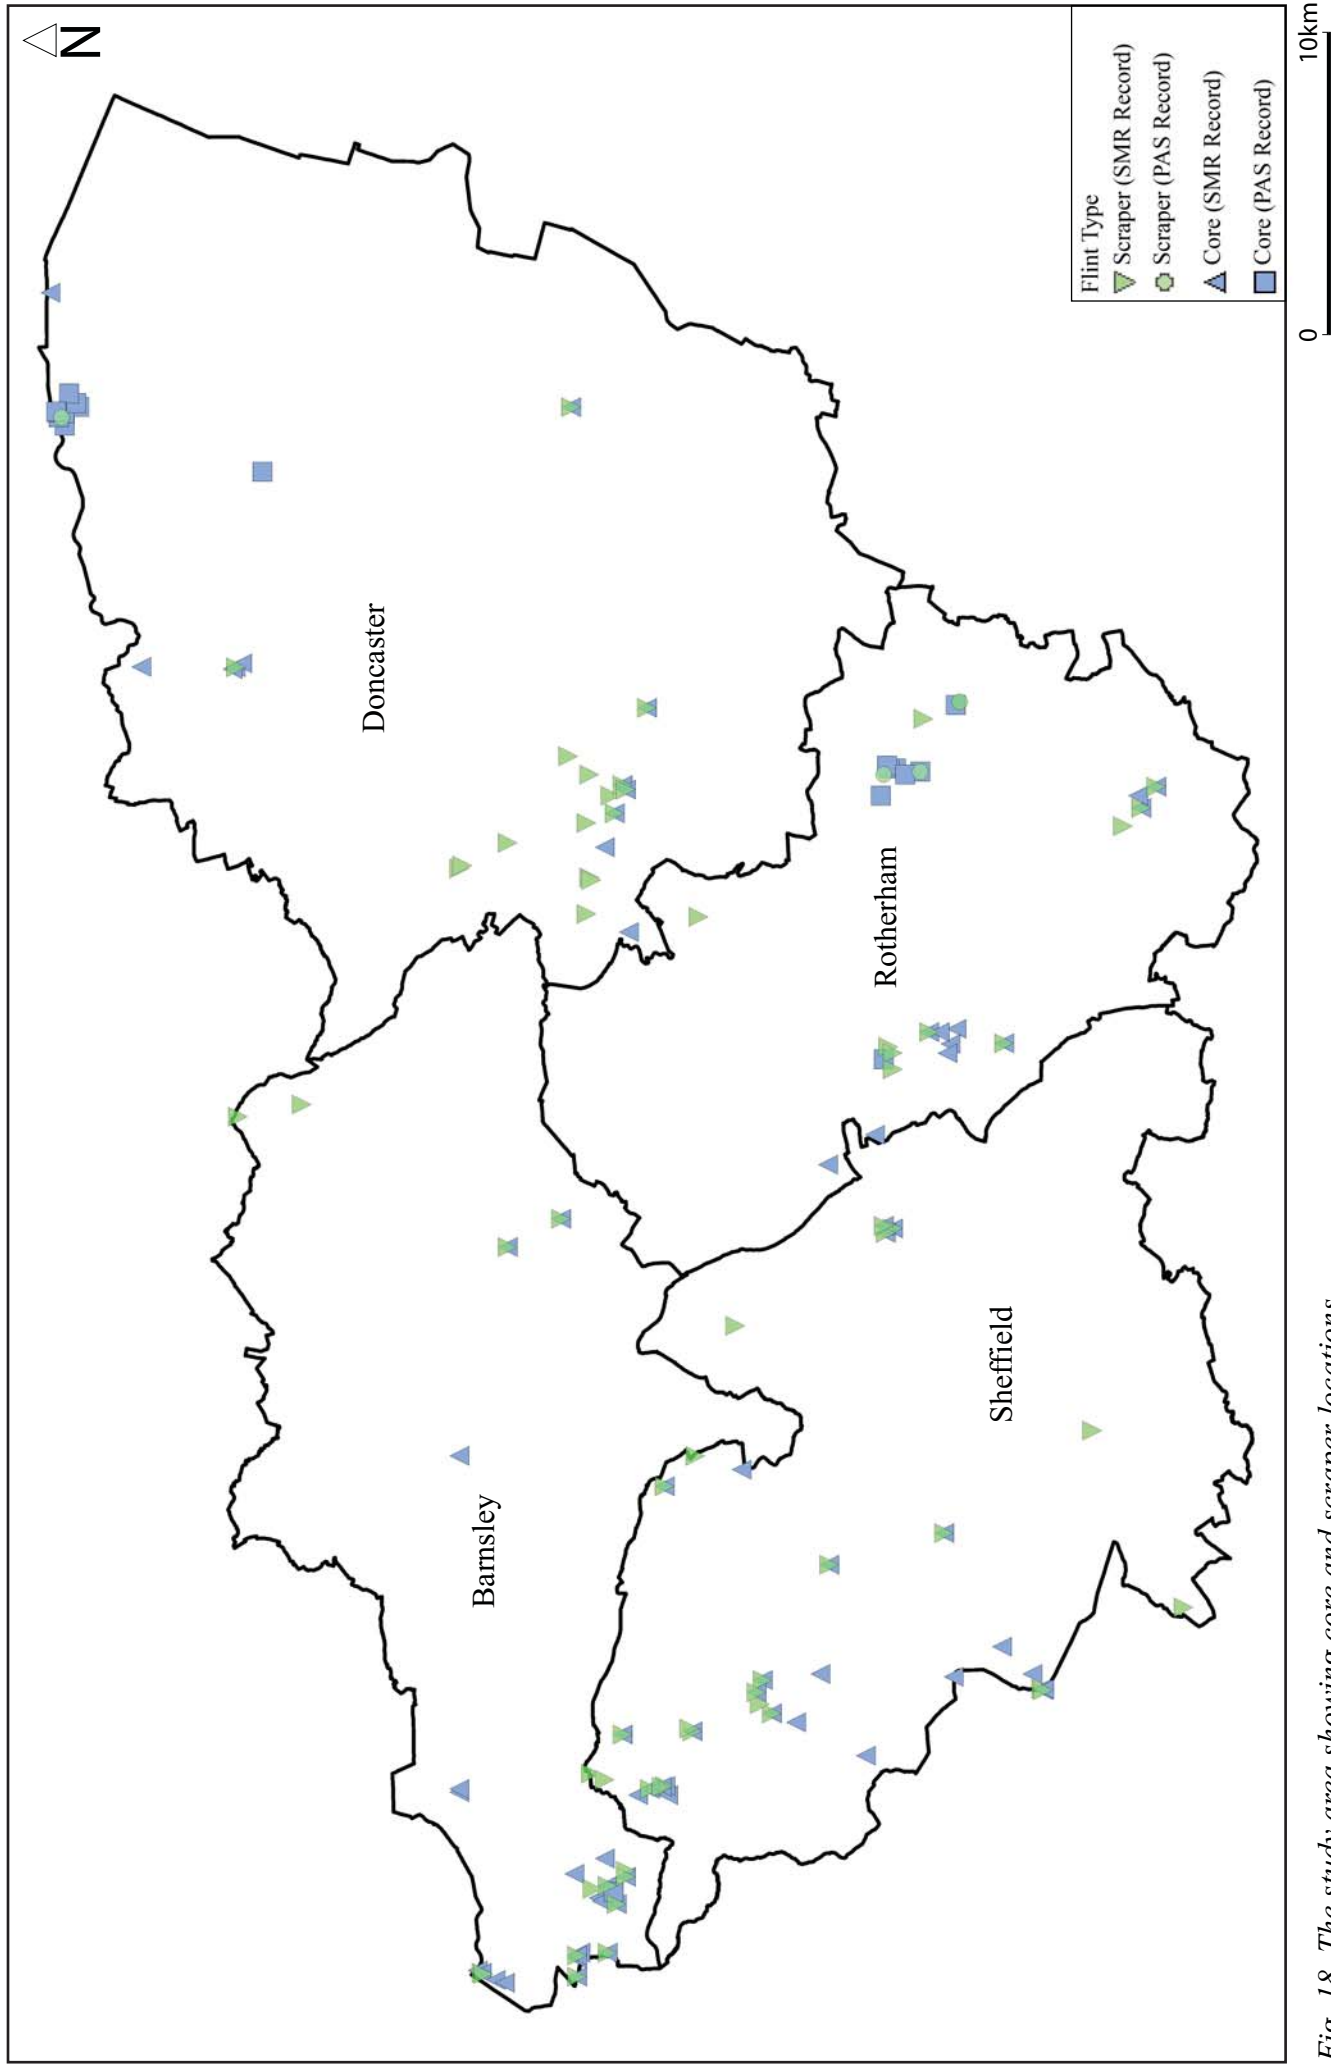 N
Doncaster
Barnsley
Rotherham
Sheffield
Flint Type
Scraper (SMR Record)
Scraper (PAS Record)
Core (SMR Record)
Core (PAS Record)
0
10km
Fig. 18. The study area showing core and scraper locations